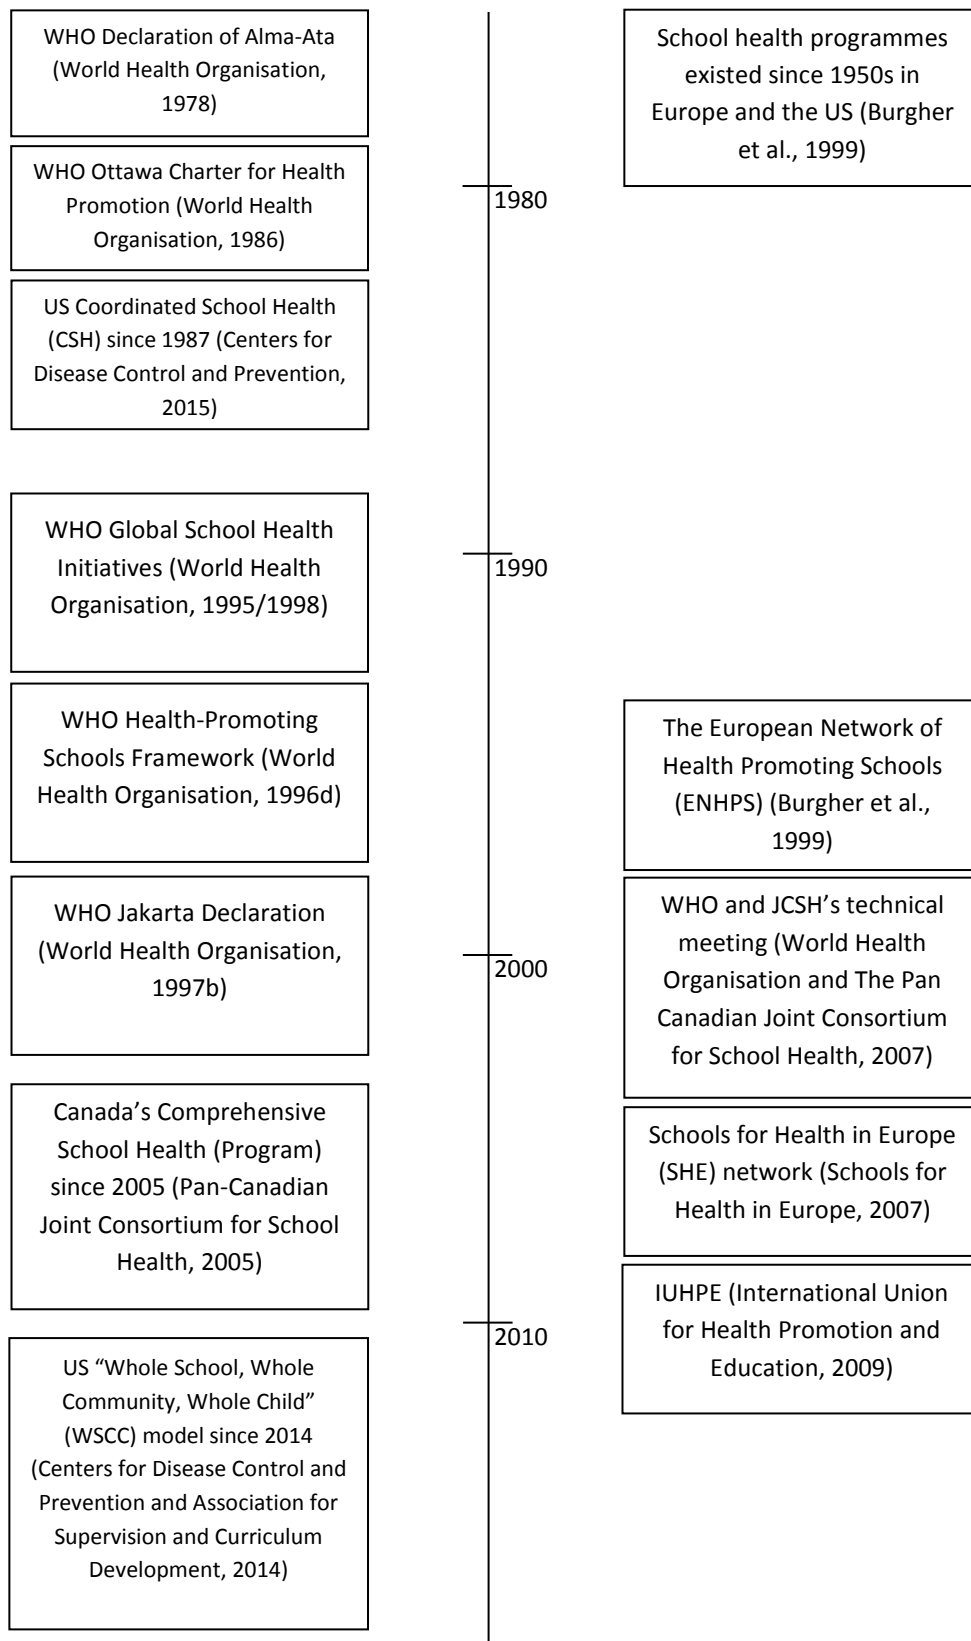 WHO Declaration of Alma-Ata
(World Health Organisation,
1978)
School health programmes
existed since 1950s in
Europe and the US (Burgher
et al., 1999)
WHO Ottawa Charter for Health
Promotion (World Health
Organisation, 1986)
1980
US Coordinated School Health
(CSH) since 1987 (Centers for
Disease Control and Prevention,
2015)
WHO Global School Health
Initiatives (World Health
Organisation, 1995/1998)
1990
WHO Health-Promoting
Schools Framework (World
Health Organisation, 1996d)
The European Network of
Health Promoting Schools
(ENHPS) (Burgher et al.,
1999)
WHO Jakarta Declaration
(World Health Organisation,
1997b)
2000
WHO and JCSH’s technical
meeting (World Health
Organisation and The Pan
Canadian Joint Consortium
for School Health, 2007)
Canada’s Comprehensive
School Health (Program)
since 2005 (Pan-Canadian
Joint Consortium for School
Health, 2005)
Schools for Health in Europe
(SHE) network (Schools for
Health in Europe, 2007)
IUHPE (International Union
for Health Promotion and
Education, 2009)
2010
US “Whole School, Whole
Community, Whole Child”
(WSCC) model since 2014
(Centers for Disease Control and
Prevention and Association for
Supervision and Curriculum
Development, 2014)